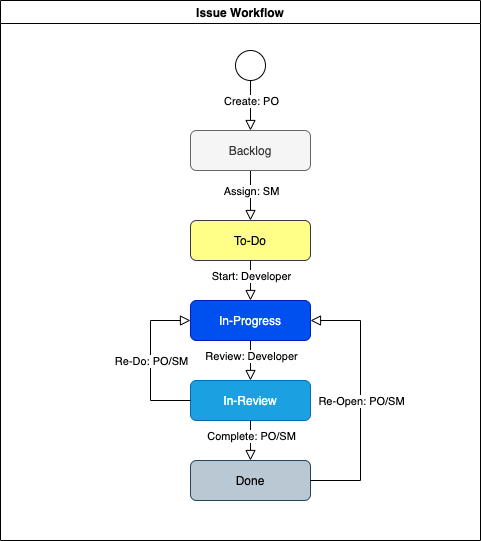 Issue Workflow
Create: PO
Backlog
Assign: SM
To-Do
Start: Developer
In-Progress
Review: Developer
Re-Do: PO/SM
In-Review
Re-Open: PO/SM
Complete: PO/SM
Done